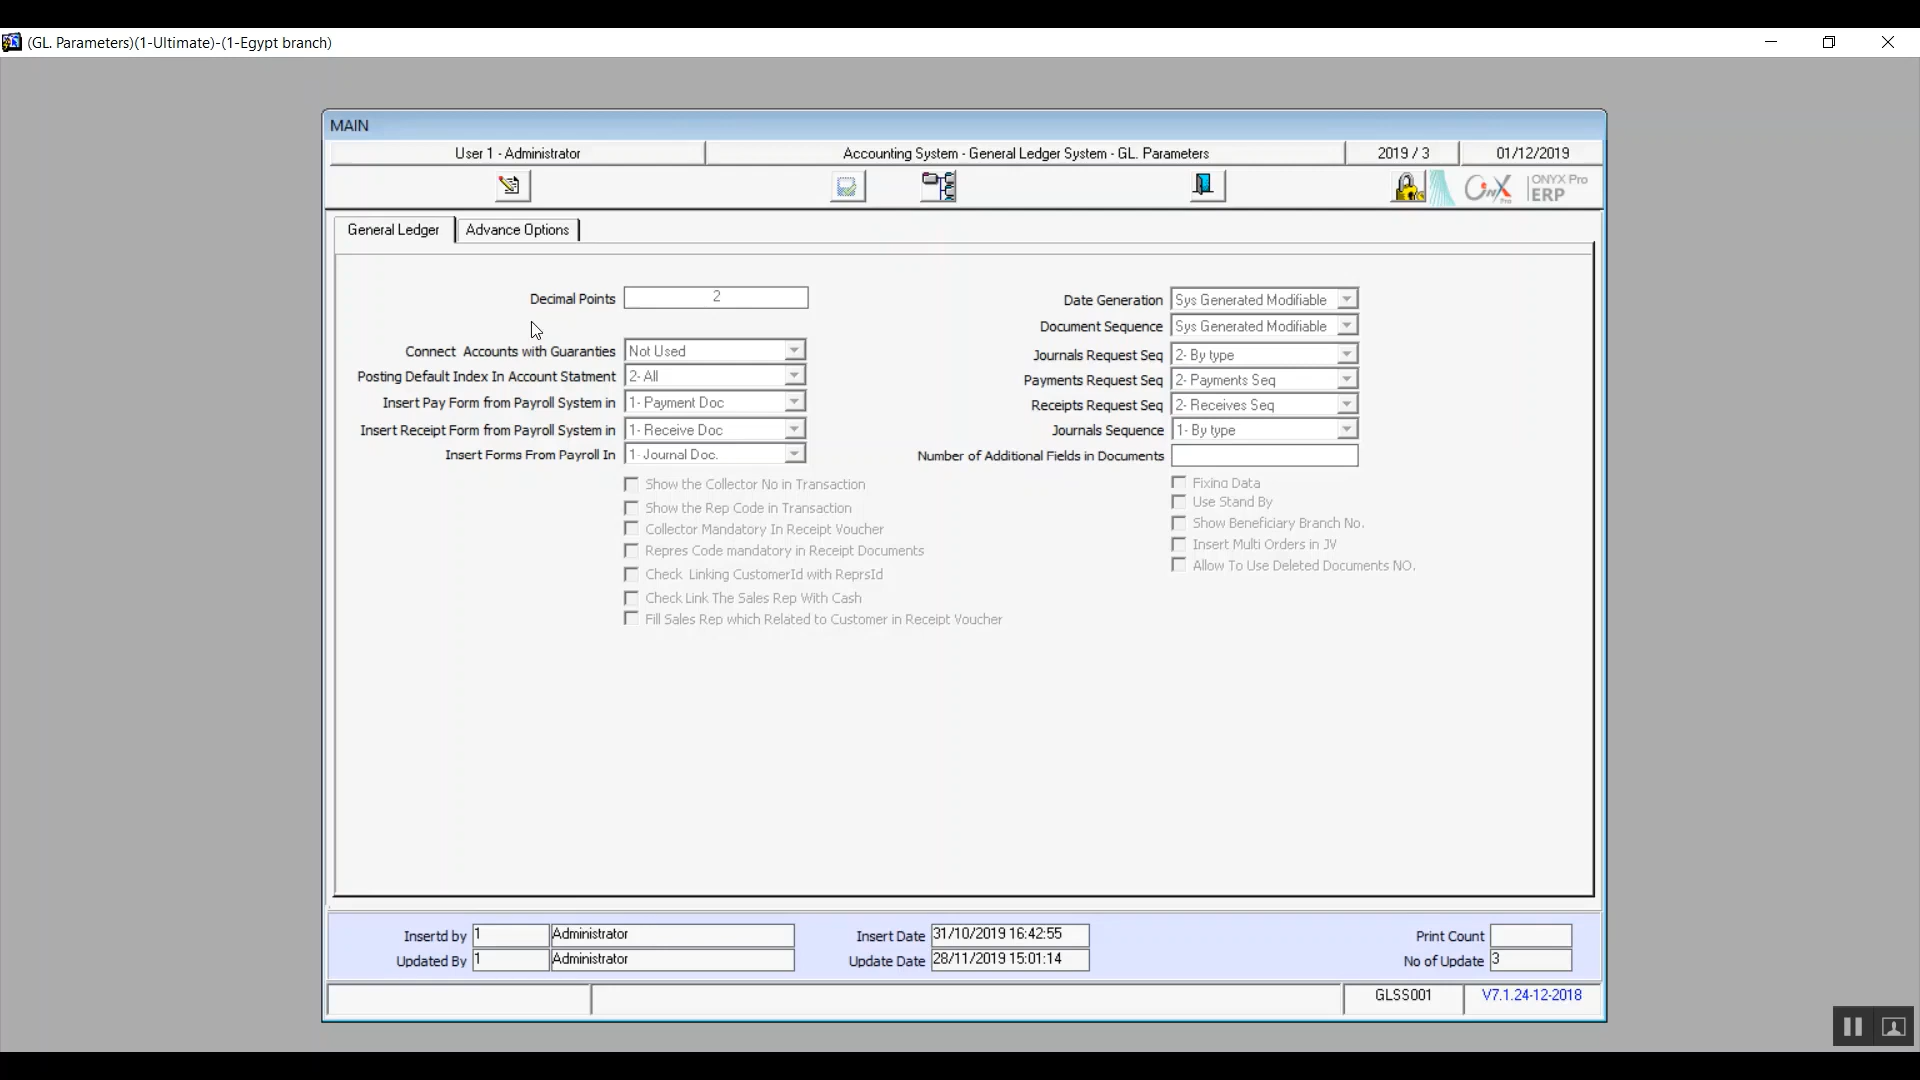 (GL. Parameters)(1-Ultimate)-(1-Egypt branch)
MAIN
User 1 - Administrator
Accounting System - General Ledger System - GL. Parameters
2019 / 3
01/12/2019
Onyx Pro
ONYX Pro
ERP
General Ledger
Advance Options
Decimal Points 2
Connect Accounts with Guaranties Not Used
Posting Default Index In Account Statment 2- All
Insert Pay Form from Payroll System in 1- Payment Doc
Insert Receipt Form from Payroll System in 1- Receive Doc
Insert Forms From Payroll In 1- Journal Doc.
Show the Collector No in Transaction
Show the Rep Code in Transaction
Collector Mandatory In Receipt Voucher
Repres Code mandatory in Receipt Documents
Check Linking CustomerId with ReprsId
Check Link The Sales Rep With Cash
Fill Sales Rep which Related to Customer in Receipt Voucher
Date Generation Sys Generated Modifiable
Document Sequence Sys Generated Modifiable
Journals Request Seq 2- By type
Payments Request Seq 2- Payments Seq
Receipts Request Seq 2- Receives Seq
Journals Sequence 1- By type
Number of Additional Fields in Documents
Fixing Data
Use Stand By
Show Beneficiary Branch No.
Insert Multi Orders in JV
Allow To Use Deleted Documents NO.
Insertd by 1 Administrator
Updated By 1 Administrator
Insert Date 31/10/2019 16:42:55
Update Date 28/11/2019 15:01:14
Print Count
No of Update 3
GLSS001
V7.1.24-12-2018